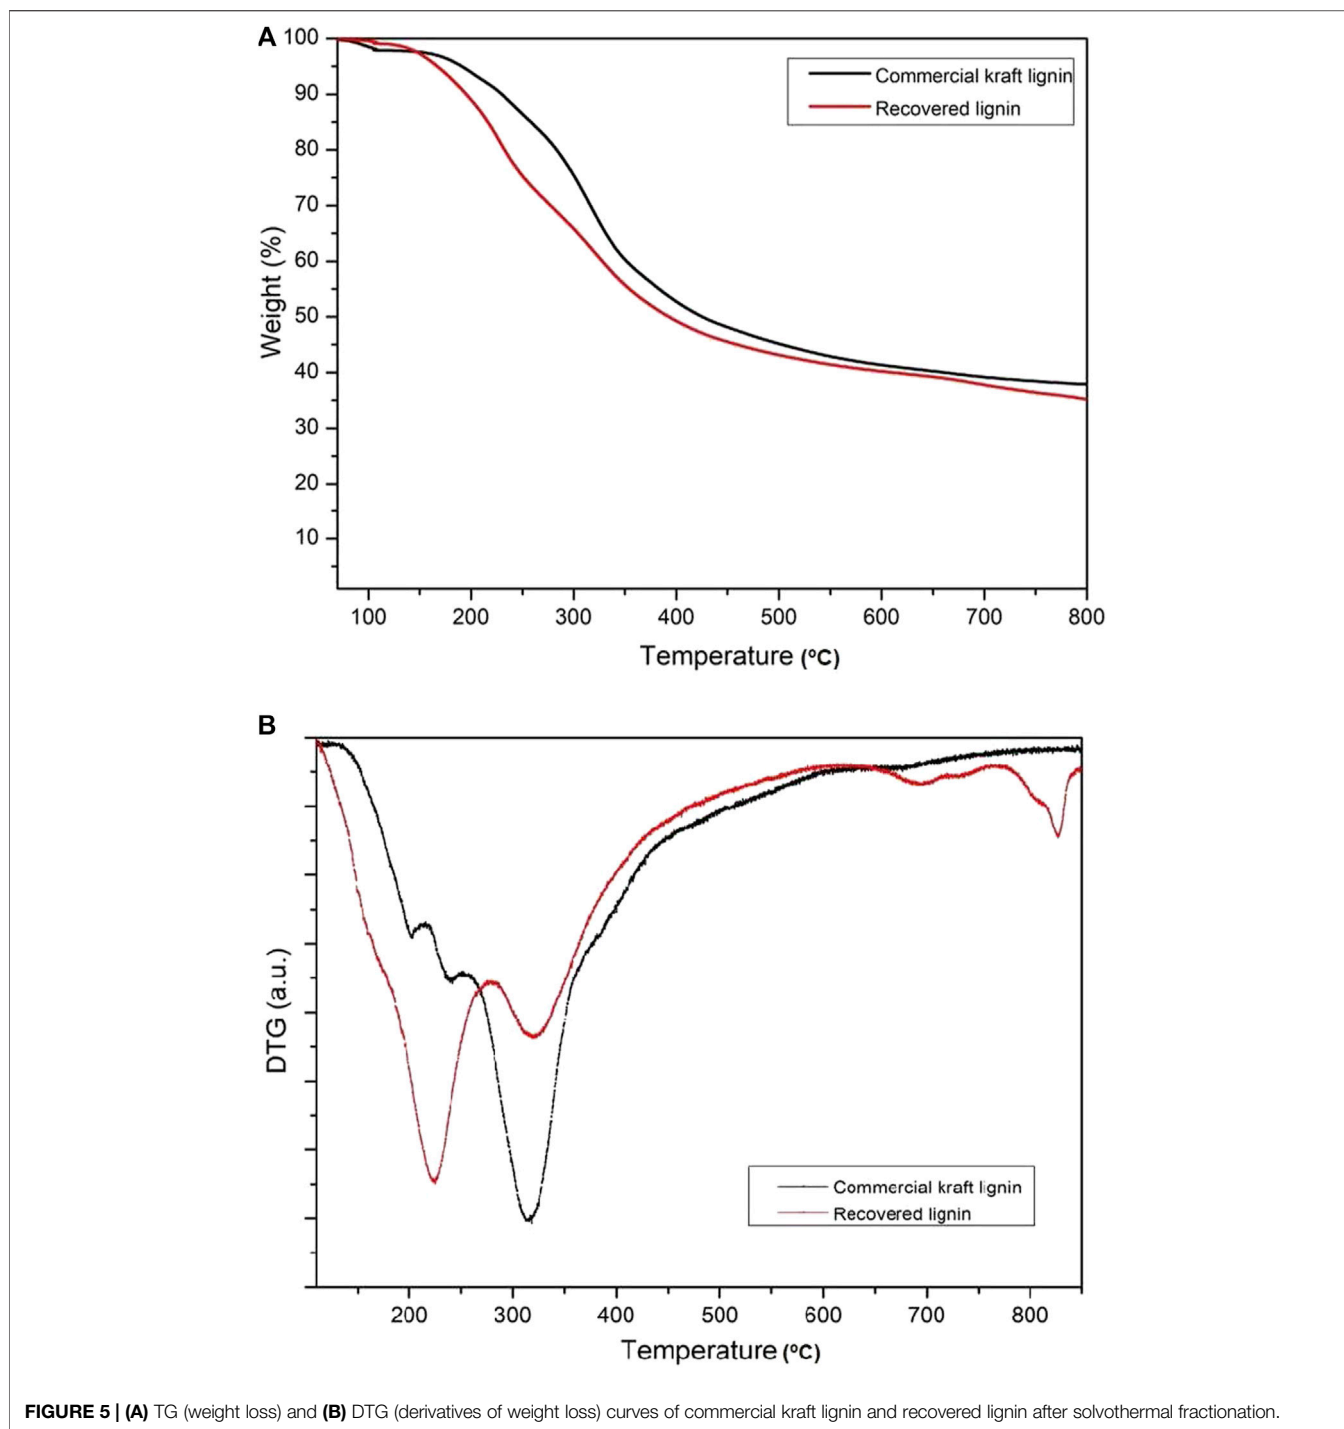 A
100
90
80
70
60
50
40
30
20
10
Weight (%)
Commercial kraft lignin
Recovered lignin
100 200 300 400 500 600 700 800
Temperature (ºC)
B
DTG (a.u.)
Commercial kraft lignin
Recovered lignin
200 300 400 500 600 700 800
Temperature (ºC)
FIGURE 5 | (A) TG (weight loss) and (B) DTG (derivatives of weight loss) curves of commercial kraft lignin and recovered lignin after solvothermal fractionation.